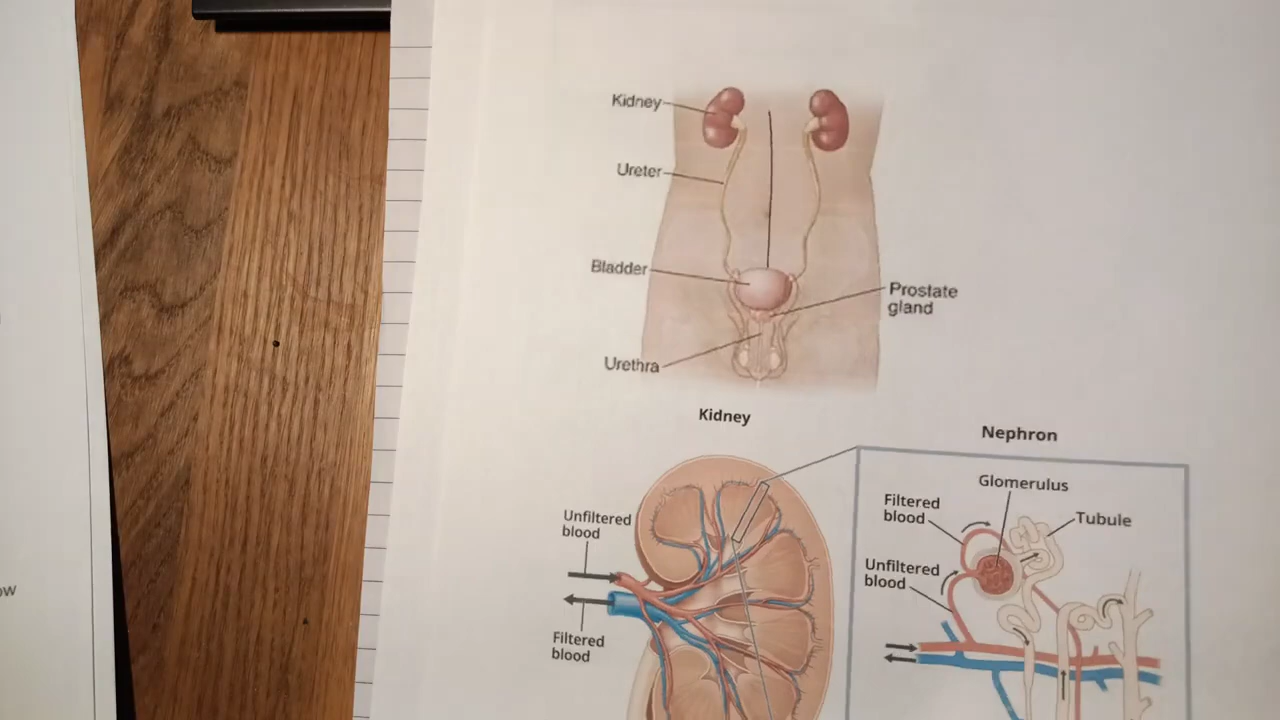 Kidney
Ureter
Bladder
Prostate
gland
Urethra
Kidney
Nephron
Glomerulus
Filtered
blood
Tubule
Unfiltered
blood
Unfiltered
blood
Filtered
blood